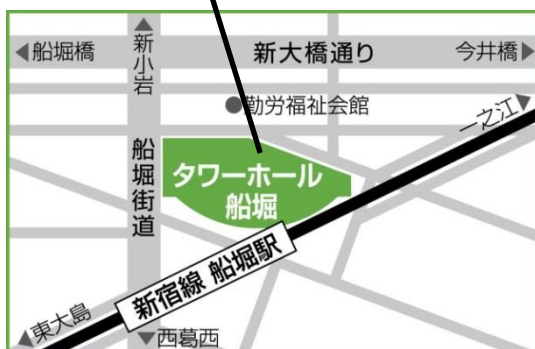 ◀船堀橋
▲新小岩
新大橋通り
今井橋▶
●勤労福祉会館
一之江▶
船堀街道
タワーホール
船堀
新宿線 船堀駅
◀東大島
▼西葛西